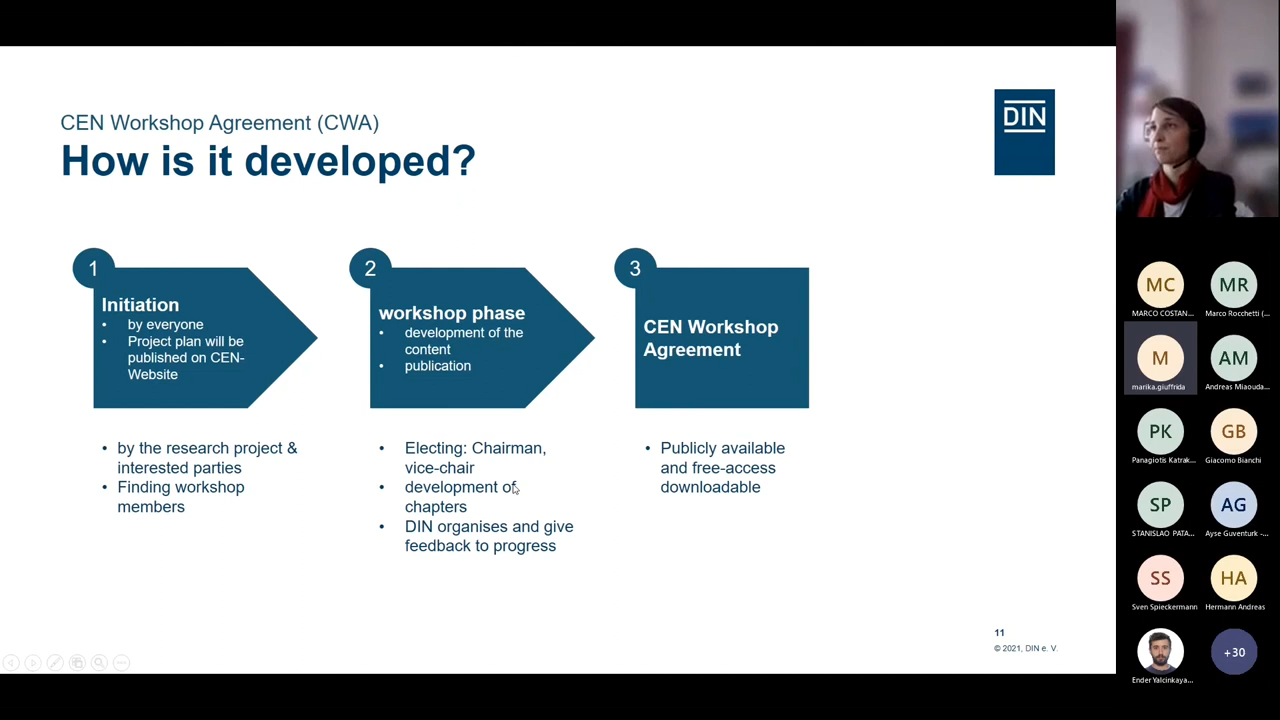 CEN Workshop Agreement (CWA)
How is it developed?
DIN
1
Initiation
• by everyone
• Project plan will be
published on CEN-
Website
2
workshop phase
• development of the
content
• publication
3
CEN Workshop
Agreement
• by the research project &
interested parties
• Finding workshop
members
• Electing: Chairman,
vice-chair
• development of
chapters
• DIN organises and give
feedback to progress
• Publicly available
and free-access
downloadable
11
© 2021, DIN e. V.
MC
MARCO COSTAN...
MR
Marco Rocchetti (...
M
marika.giuffrida
AM
Andreas Miaouda...
PK
Panagiotis Katrak...
GB
Giacomo Bianchi
SP
STANISLAO PATA...
AG
Ayse Guventurk -...
SS
Sven Spieckermann
HA
Hermann Andreas
Ender Yalcinkaya...
+30